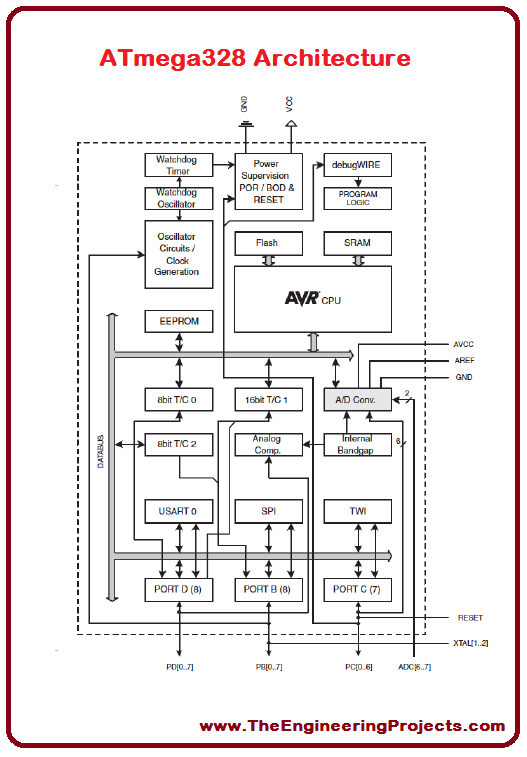 ATmega328 Architecture
GND
VCC
Watchdog
Timer
Power
Supervision
POR / BOD &
RESET
debugWIRE
Watchdog
Oscillator
PROGRAM
LOGIC
Oscillator
Circuits /
Clock
Generation
Flash
SRAM
AVR® CPU
EEPROM
AVCC
AREF
GND
8bit T/C 0
16bit T/C 1
A/D Conv.
2
8bit T/C 2
Analog
Comp.
Internal
Bandgap
6
DATABUS
USART 0
SPI
TWI
PORT D (8)
PORT B (8)
PORT C (7)
RESET
XTAL[1..2]
PD[0..7]
PB[0..7]
PC[0..6]
ADC[6..7]
www.TheEngineeringProjects.com